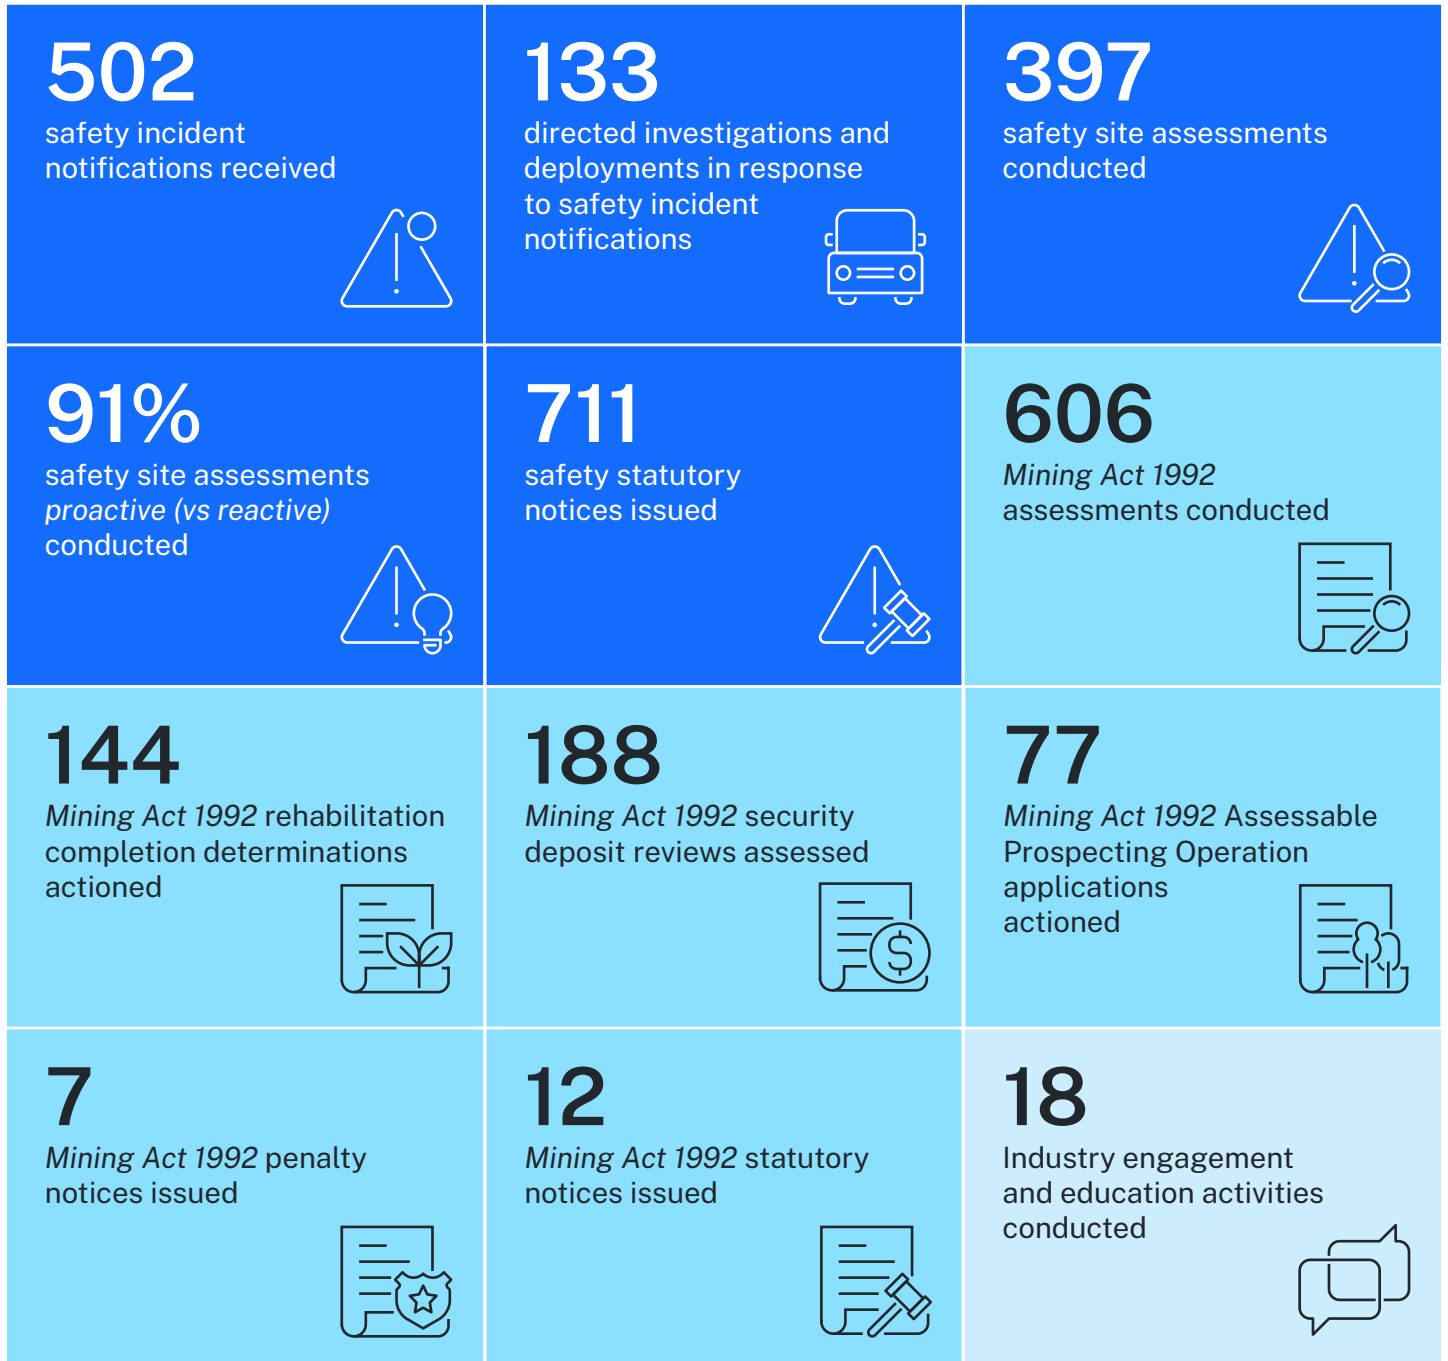 502
safety incident
notifications received
133
directed investigations and
deployments in response
to safety incident
notifications
397
safety site assessments
conducted
91%
safety site assessments
proactive (vs reactive)
conducted
711
safety statutory
notices issued
606
Mining Act 1992
assessments conducted
144
Mining Act 1992 rehabilitation
completion determinations
actioned
188
Mining Act 1992 security
deposit reviews assessed
77
Mining Act 1992 Assessable
Prospecting Operation
applications
actioned
7
Mining Act 1992 penalty
notices issued
12
Mining Act 1992 statutory
notices issued
18
Industry engagement
and education activities
conducted